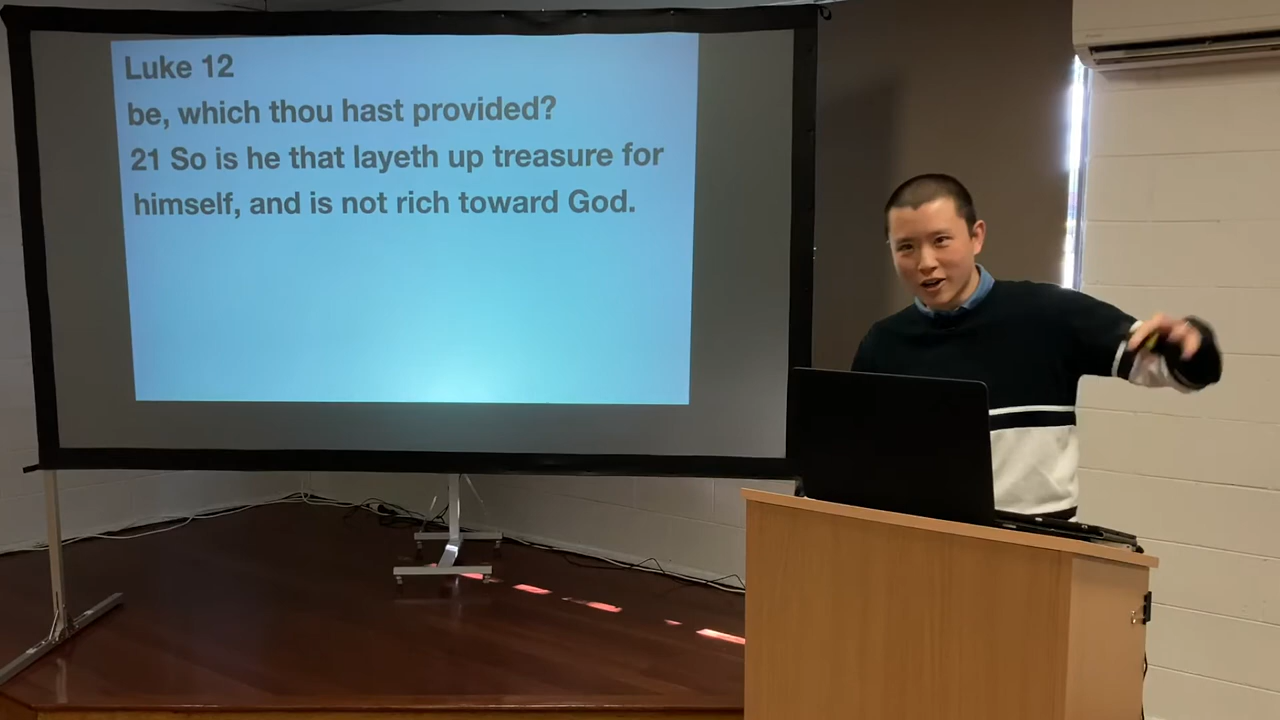 Luke 12
be, which thou hast provided?
21 So is he that layeth up treasure for
himself, and is not rich toward God.